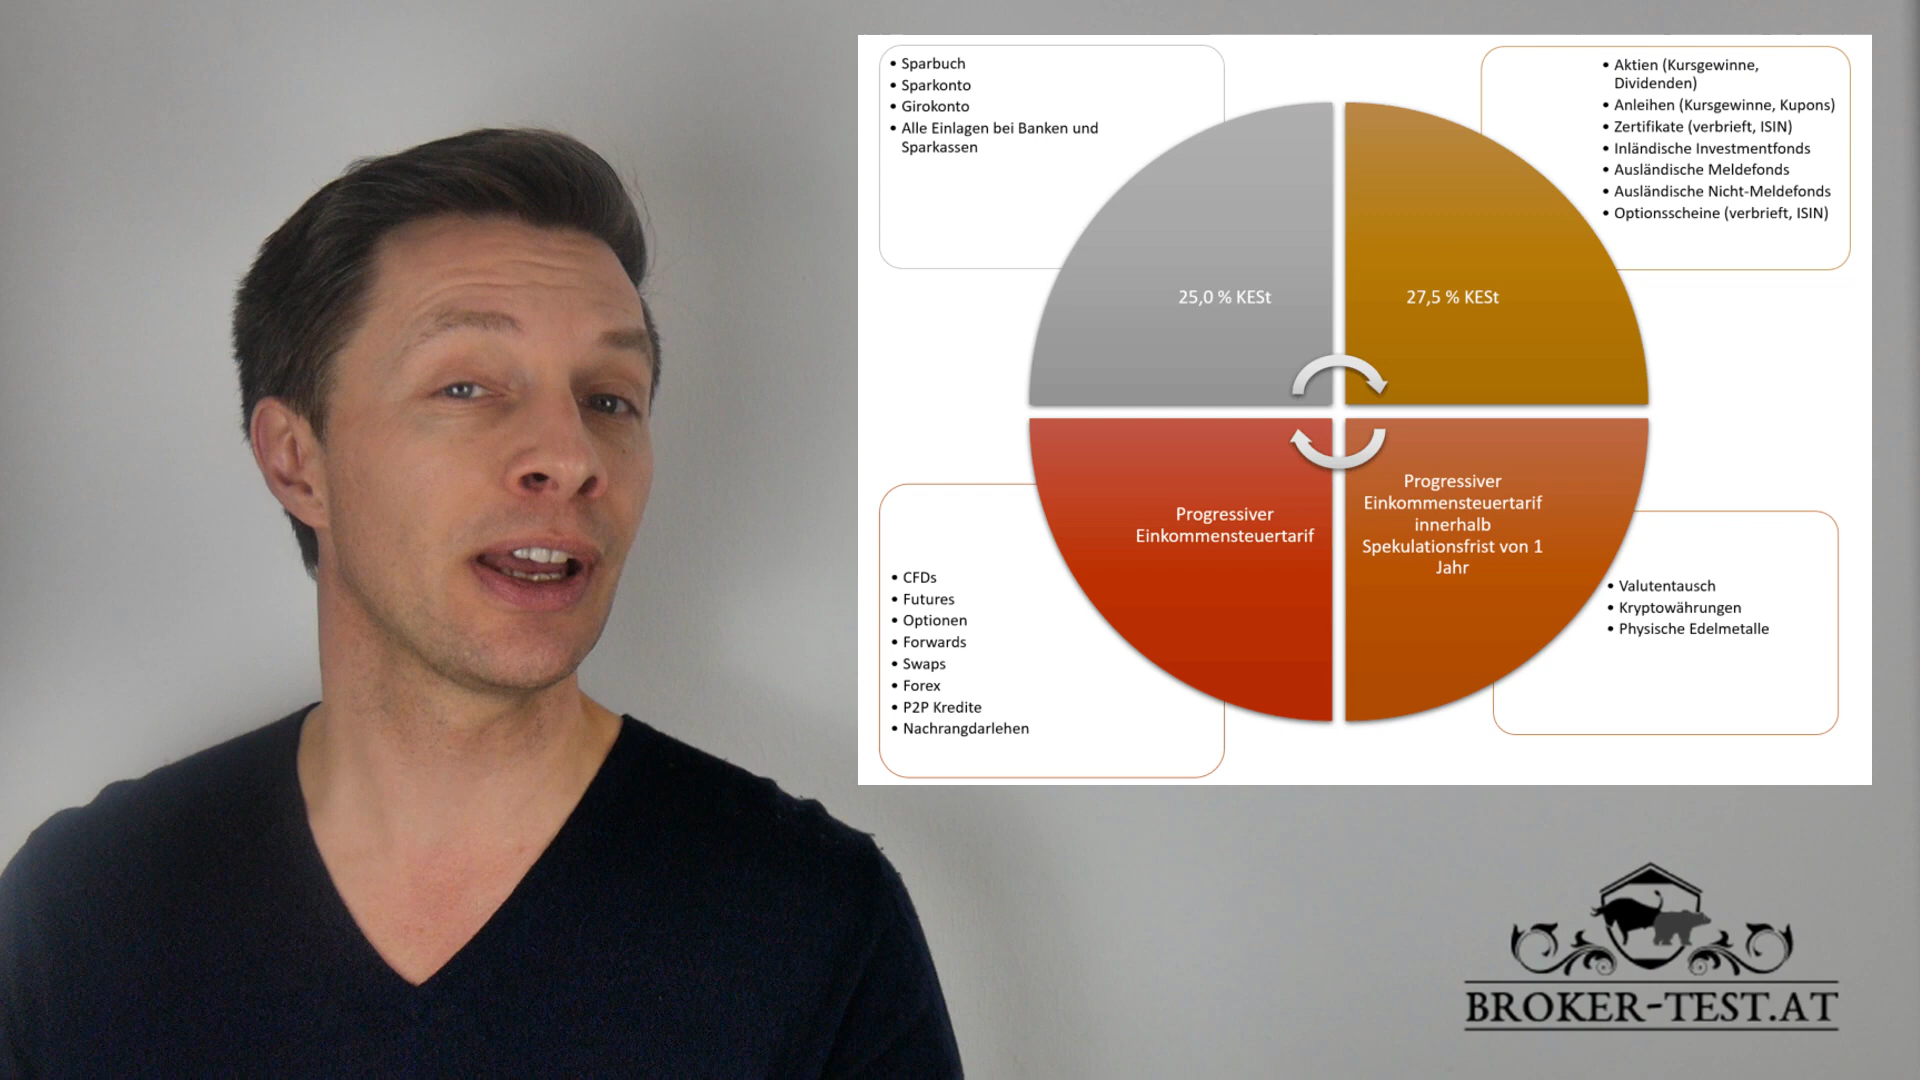 • Sparbuch
• Sparkonto
• Girokonto
• Alle Einlagen bei Banken und
Sparkassen
• Aktien (Kursgewinne,
Dividenden)
• Anleihen (Kursgewinne, Kupons)
• Zertifikate (verbrieft, ISIN)
• Inländische Investmentfonds
• Ausländische Meldefonds
• Ausländische Nicht-Meldefonds
• Optionsscheine (verbrieft, ISIN)
25,0 % KESt
27,5 % KESt
Progressiver
Einkommensteuertarif
Progressiver
Einkommensteuertarif
innerhalb
Spekulationsfrist von 1
Jahr
• CFDs
• Futures
• Optionen
• Forwards
• Swaps
• Forex
• P2P Kredite
• Nachrangdarlehen
• Valutentausch
• Kryptowährungen
• Physische Edelmetalle
BROKER-TEST.AT